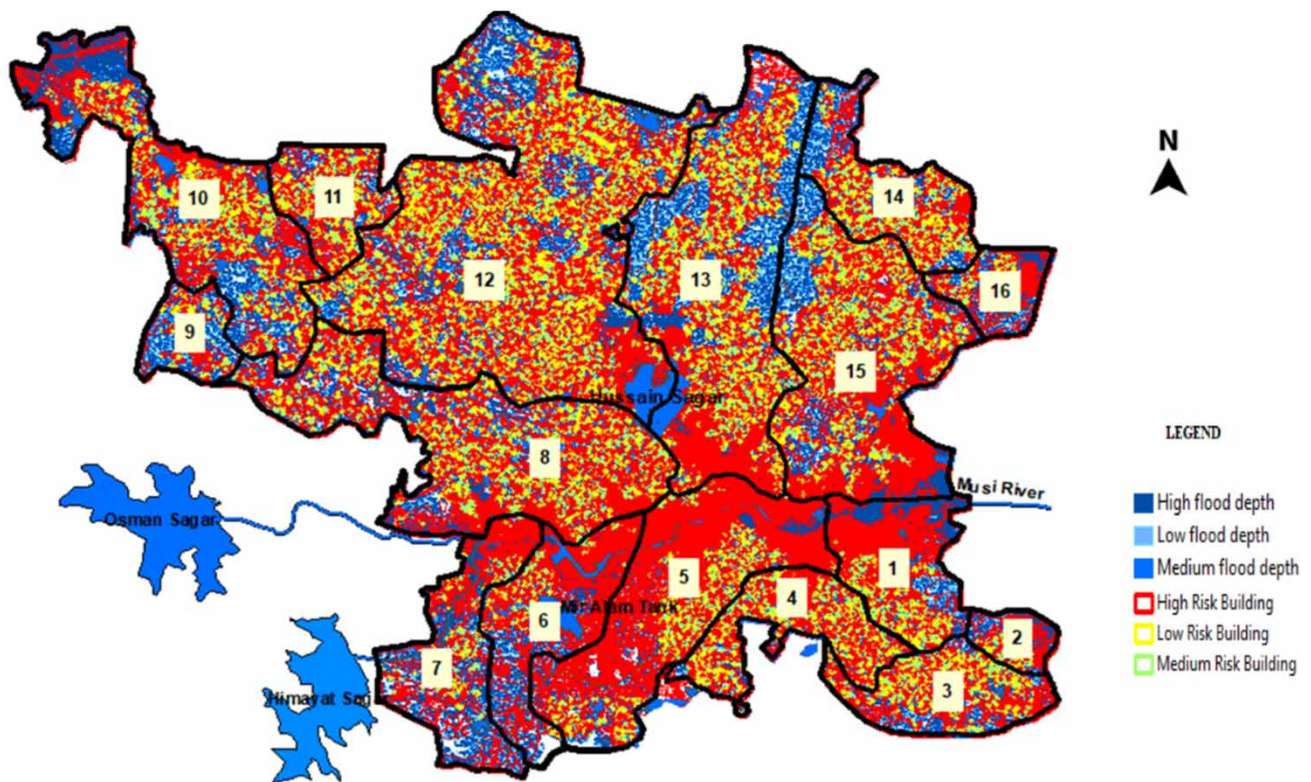 10
11
14
N
12
13
16
9
15
Hussain Sagar
LEGEND
8
Musi River
High flood depth
Osman Sagar
Low flood depth
Medium flood depth
1
5
High Risk Building
4
Mir Alam Tank
6
Low Risk Building
2
7
Medium Risk Building
3
Himayat Sagar